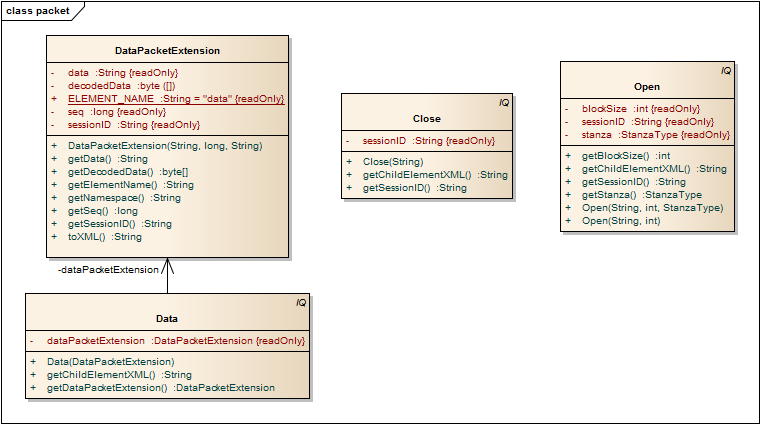 class packet
DataPacketExtension
- data :String {readOnly}
- decodedData :byte ([])
+ ELEMENT_NAME :String = "data" {readOnly}
- seq :long {readOnly}
- sessionID :String {readOnly}
+ DataPacketExtension(String, long, String)
+ getData() :String
+ getDecodedData() :byte[]
+ getElementName() :String
+ getNamespace() :String
+ getSeq() :long
+ getSessionID() :String
+ toXML() :String
-dataPacketExtension
IQ
Data
- dataPacketExtension :DataPacketExtension {readOnly}
+ Data(DataPacketExtension)
+ getChildElementXML() :String
+ getDataPacketExtension() :DataPacketExtension
IQ
Close
- sessionID :String {readOnly}
+ Close(String)
+ getChildElementXML() :String
+ getSessionID() :String
IQ
Open
- blockSize :int {readOnly}
- sessionID :String {readOnly}
- stanza :StanzaType {readOnly}
+ getBlockSize() :int
+ getChildElementXML() :String
+ getSessionID() :String
+ getStanza() :StanzaType
+ Open(String, int, StanzaType)
+ Open(String, int)